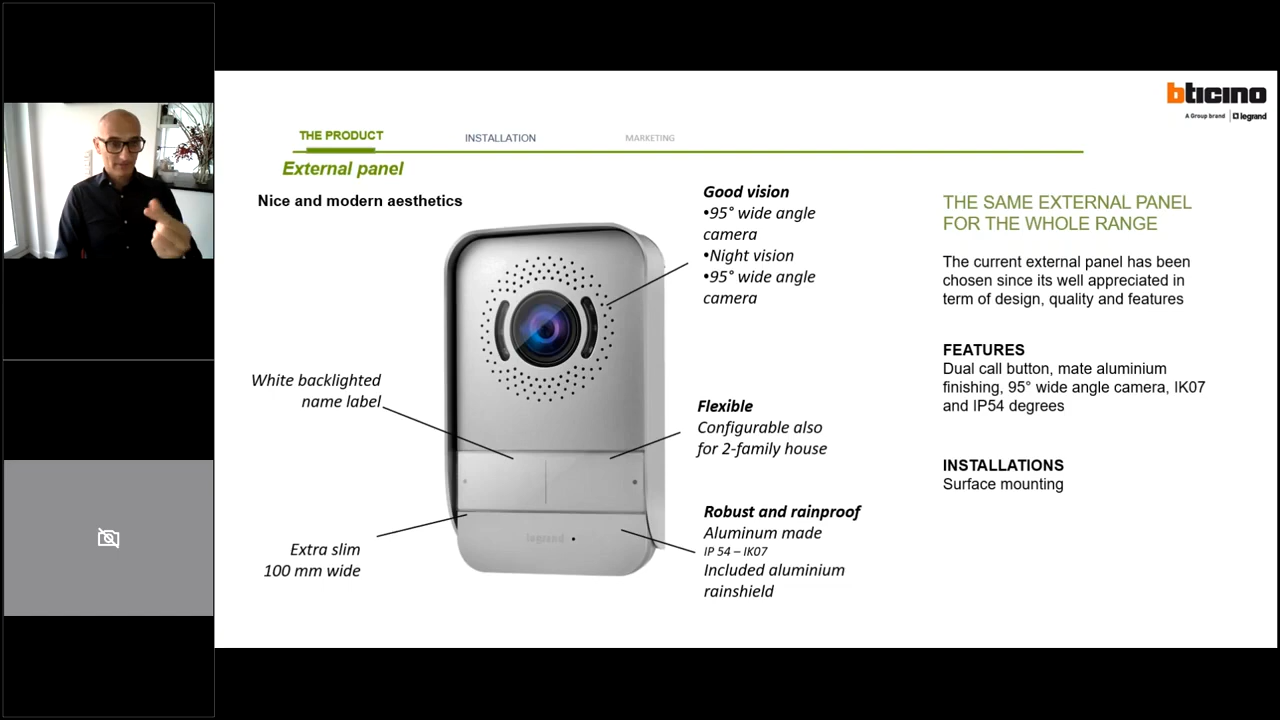 bticino
A Group brand legrand
THE PRODUCT
INSTALLATION
MARKETING
External panel
Nice and modern aesthetics
Good vision
•95° wide angle
camera
•Night vision
•95° wide angle
camera
White backlighted
name label
Flexible
Configurable also
for 2-family house
Extra slim
100 mm wide
Robust and rainproof
Aluminum made
IP 54 – IK07
Included aluminium
rainshield
legrand
THE SAME EXTERNAL PANEL
FOR THE WHOLE RANGE
The current external panel has been
chosen since its well appreciated in
term of design, quality and features
FEATURES
Dual call button, mate aluminium
finishing, 95° wide angle camera, IK07
and IP54 degrees
INSTALLATIONS
Surface mounting